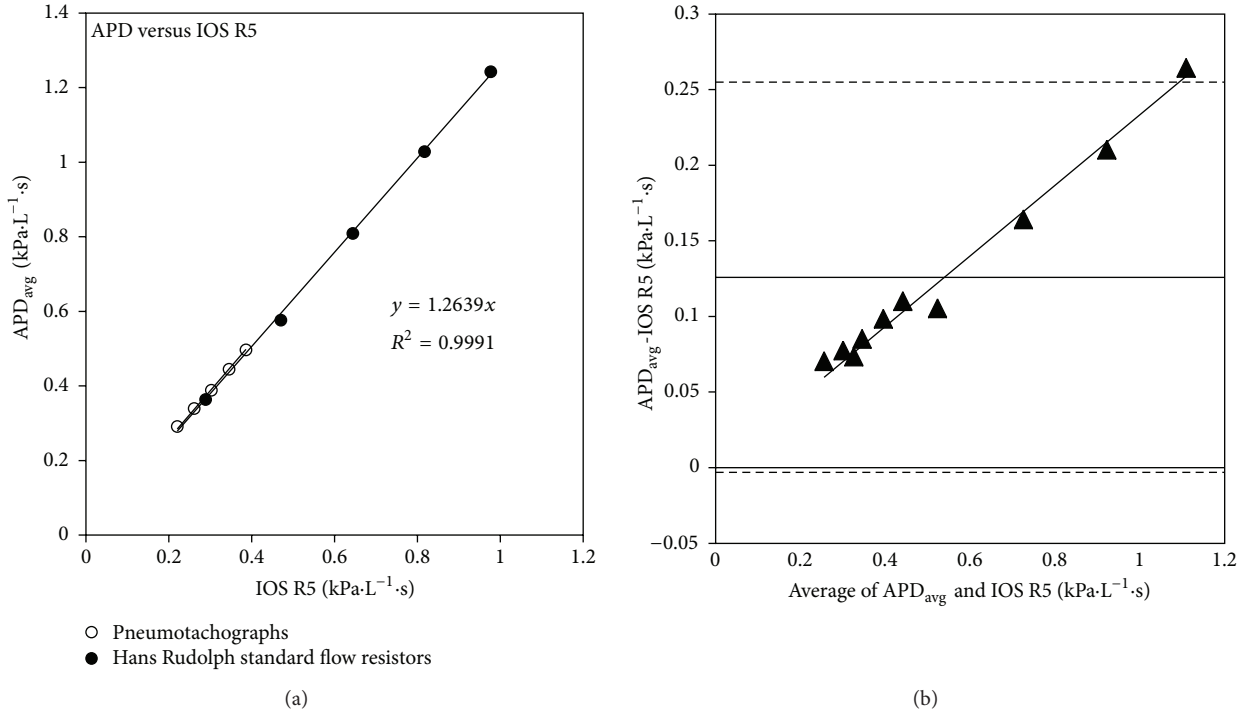 APD versus IOS R5
1.4
1.2
1
0.8
0.6
0.4
0.2
0
APD_avg (kPa·L⁻¹·s)
y = 1.2639x
R² = 0.9991
0 0.2 0.4 0.6 0.8 1 1.2
IOS R5 (kPa·L⁻¹·s)
Pneumotachographs
Hans Rudolph standard flow resistors
(a)
0.3
0.25
0.2
0.15
0.1
0.05
0
−0.05
APD_avg-IOS R5 (kPa·L⁻¹·s)
0 0.2 0.4 0.6 0.8 1 1.2
Average of APD_avg and IOS R5 (kPa·L⁻¹·s)
(b)